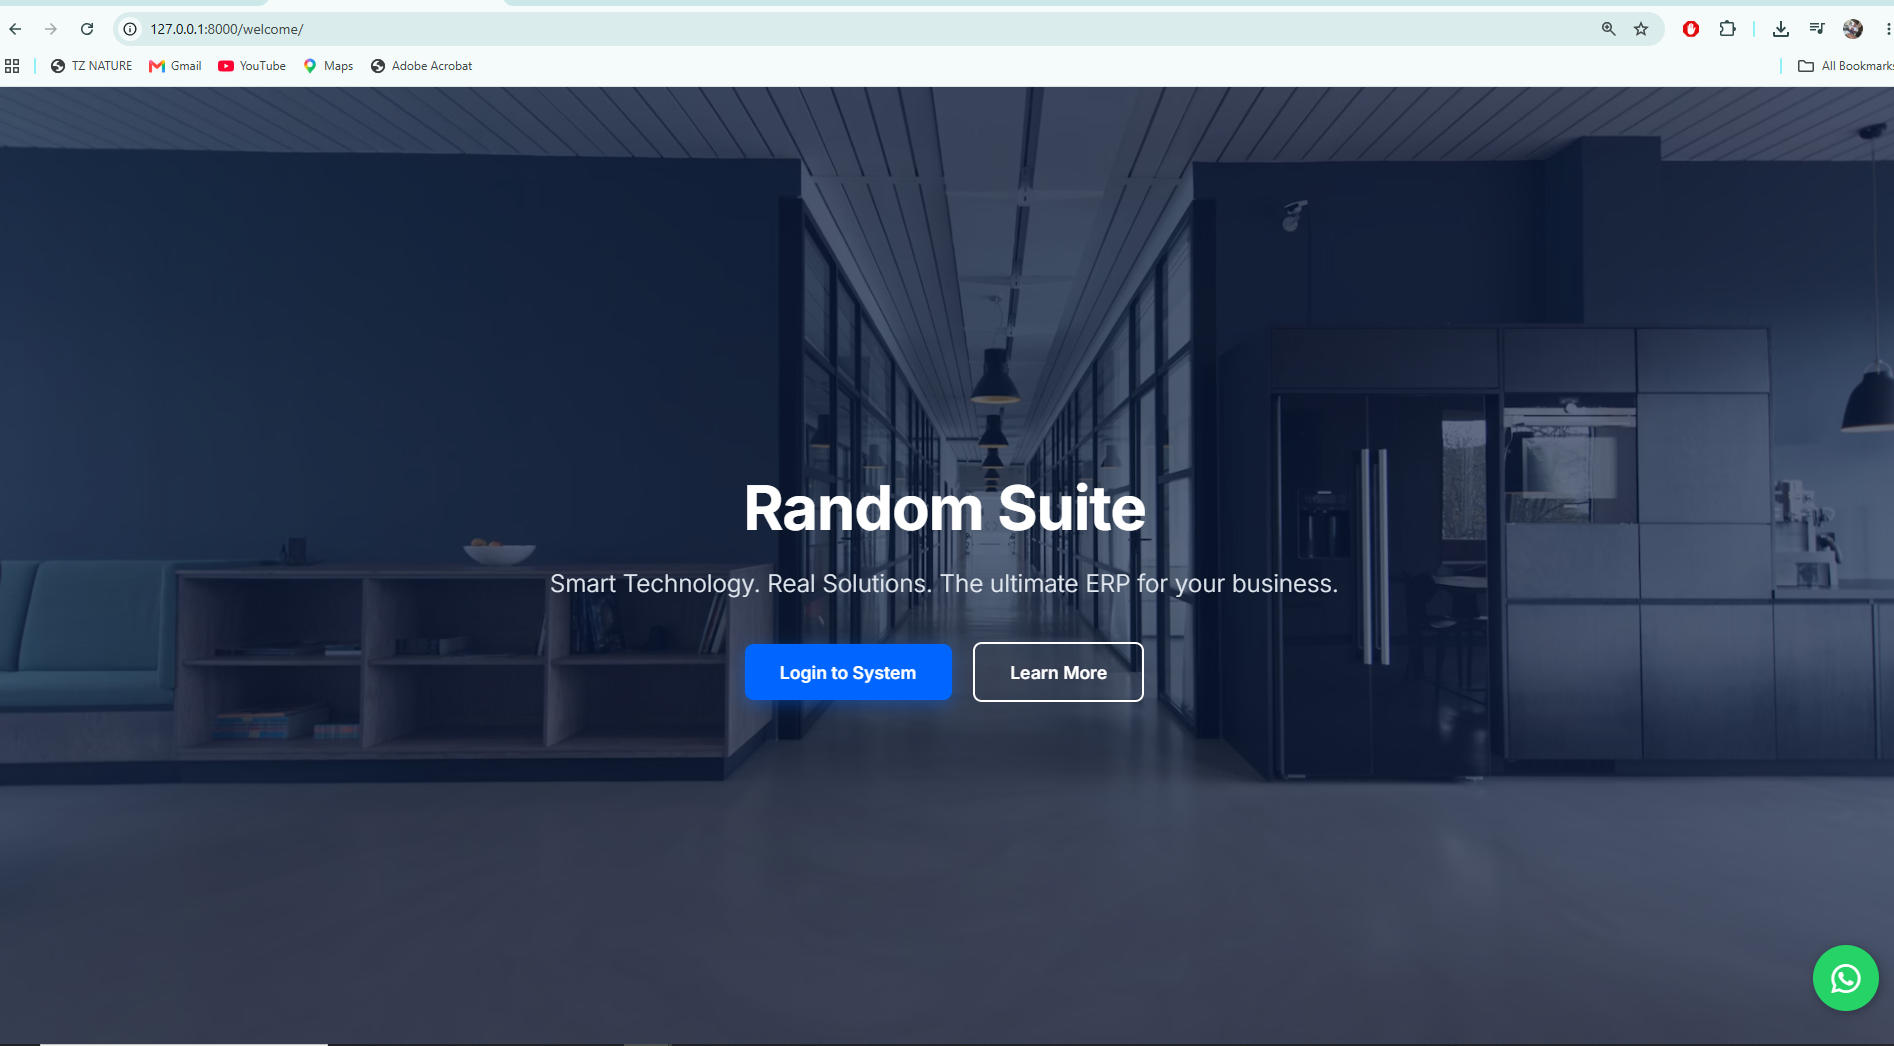 127.0.0.1:8000/welcome/
TZ NATURE
Gmail
YouTube
Maps
Adobe Acrobat
All Bookmarks
Random Suite
Smart Technology. Real Solutions. The ultimate ERP for your business.
Login to System
Learn More